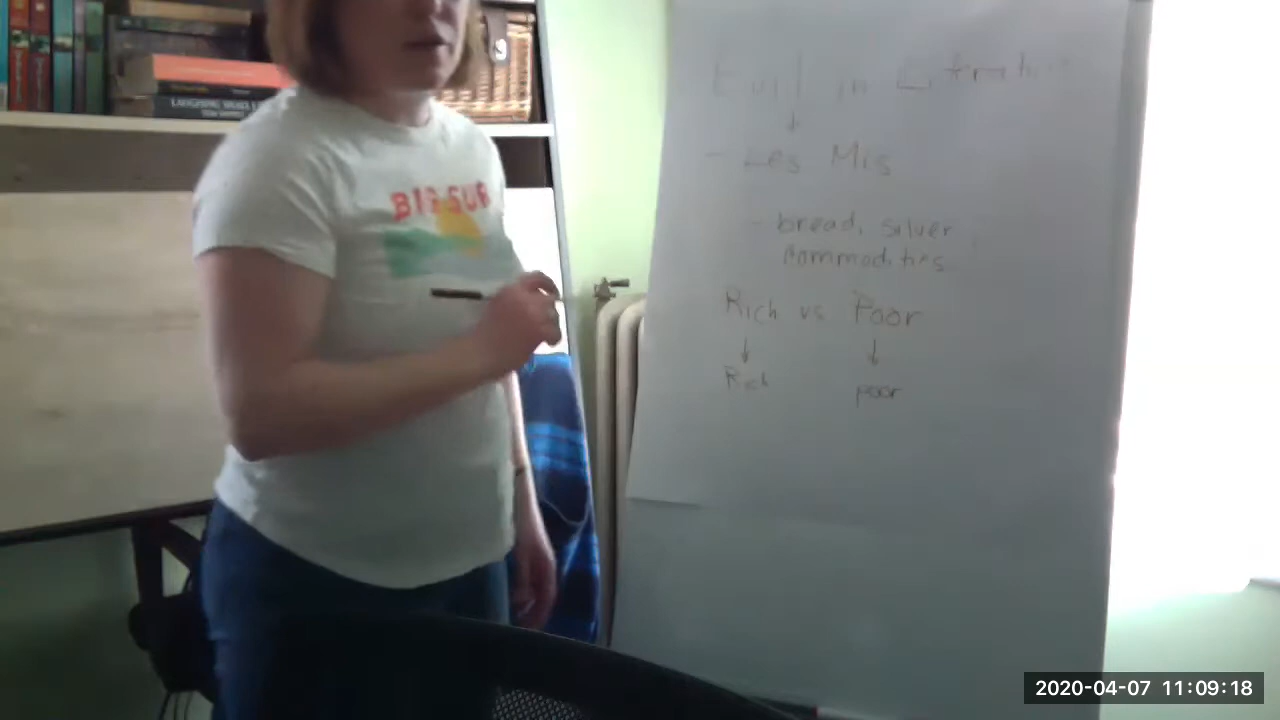 Evil in Literature
- Les Mis
- bread, silver
commodities
Rich vs Poor
Rich poor
BIG SUR
2020-04-07 11:09:18